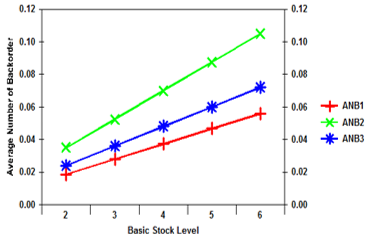 0.12 0.12
0.10 0.10
0.08 0.08
0.06 0.06
0.04 0.04
0.02 0.02
0.00 0.00
Average Number of Backorder
2 3 4 5 6
Basic Stock Level
ANB1
ANB2
ANB3